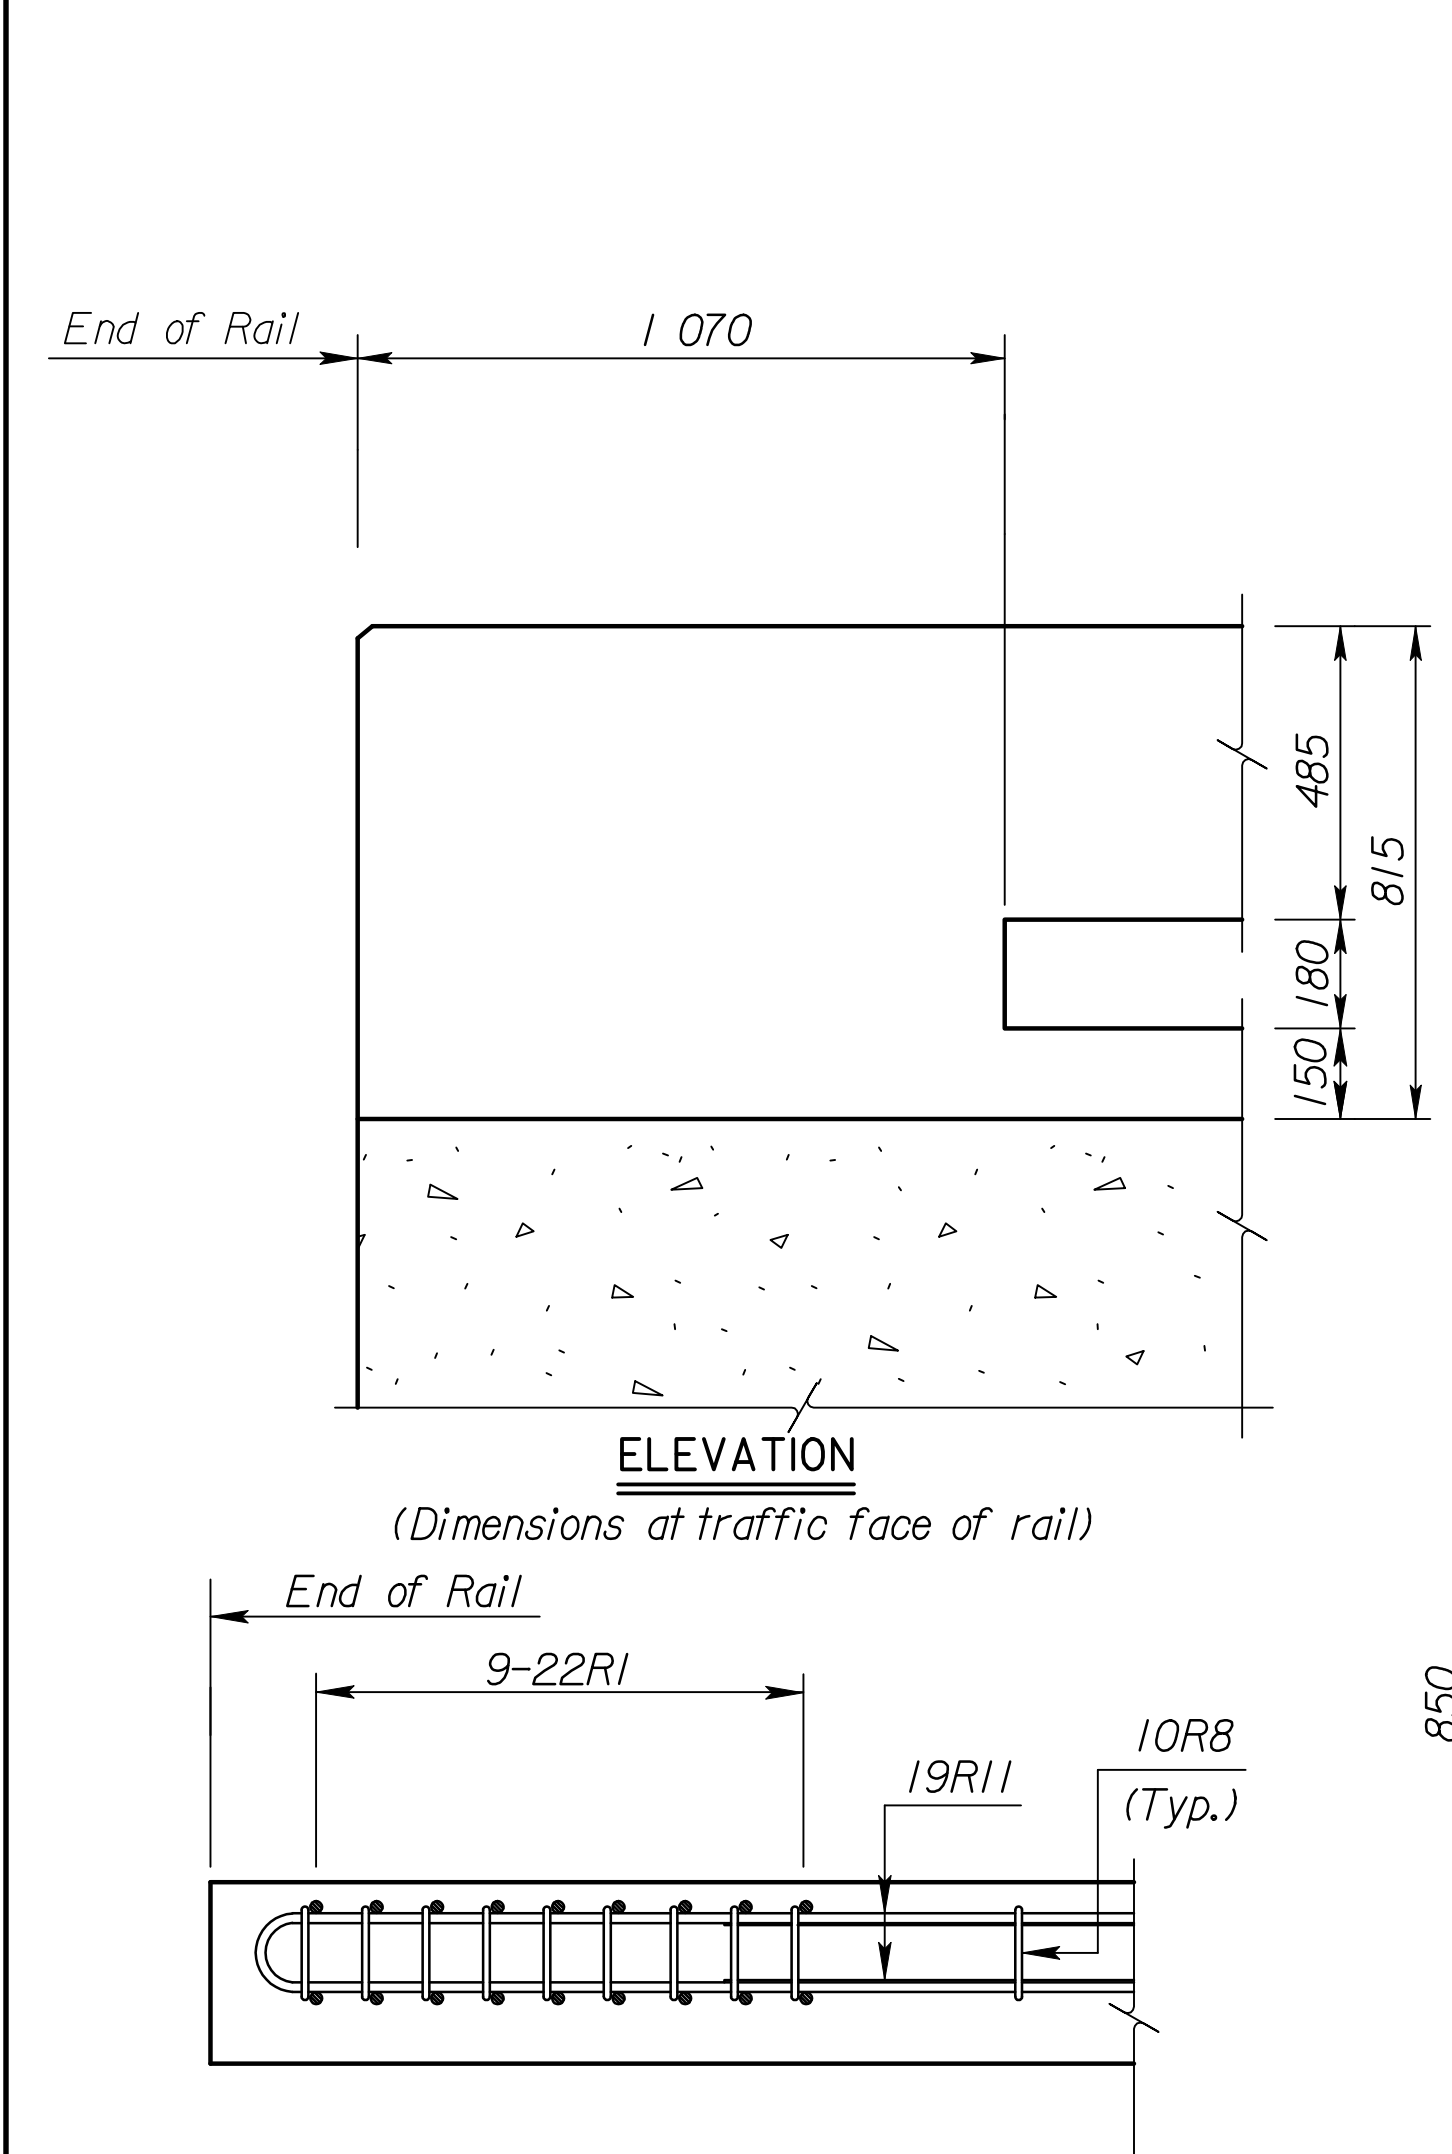 End of Rail
1 070
485
815
180
150
ELEVATION
(Dimensions at traffic face of rail)
End of Rail
9-22R1
850
10R8
19R11
(Typ.)